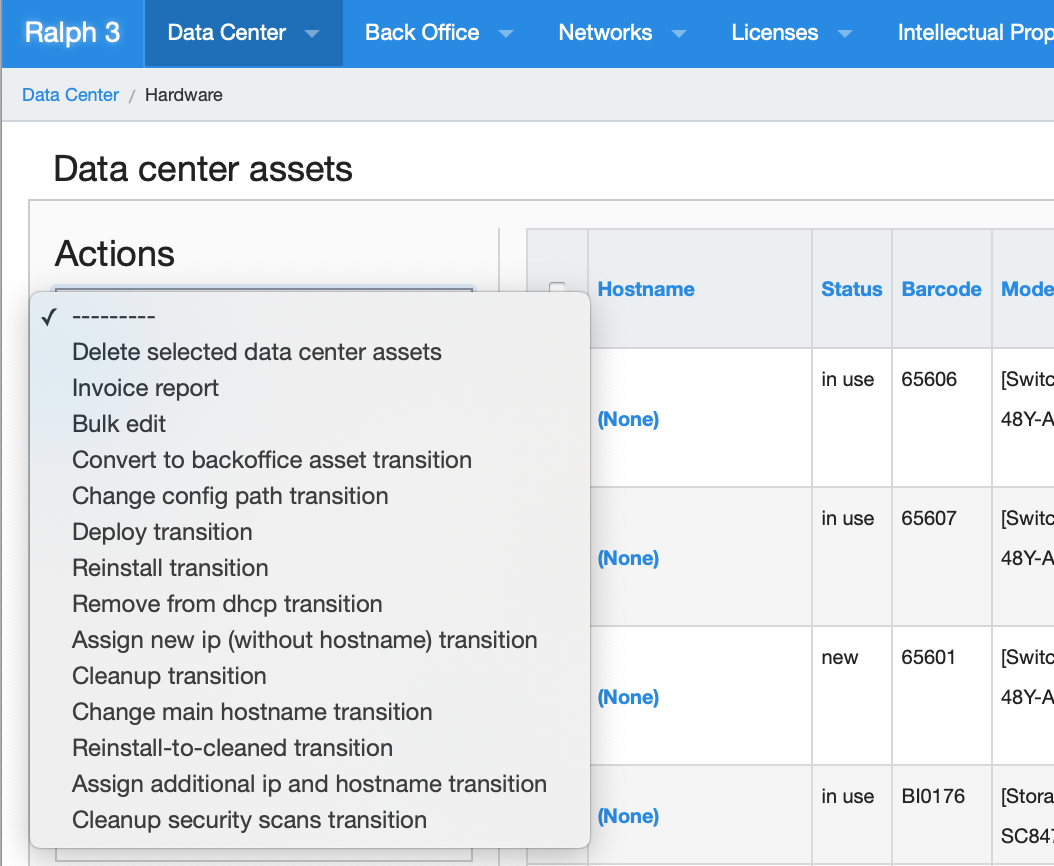 Ralph 3
Data Center
Back Office
Networks
Licenses
Intellectual Prop
Data Center / Hardware
Data center assets
Actions
✓ ---------
Delete selected data center assets
Invoice report
Bulk edit
Convert to backoffice asset transition
Change config path transition
Deploy transition
Reinstall transition
Remove from dhcp transition
Assign new ip (without hostname) transition
Cleanup transition
Change main hostname transition
Reinstall-to-cleaned transition
Assign additional ip and hostname transition
Cleanup security scans transition
Hostname
Status
Barcode
Mode
(None)
in use
65606
[Switc
48Y-A
(None)
in use
65607
[Switc
48Y-A
(None)
new
65601
[Switc
48Y-A
(None)
in use
BI0176
[Stora
SC847